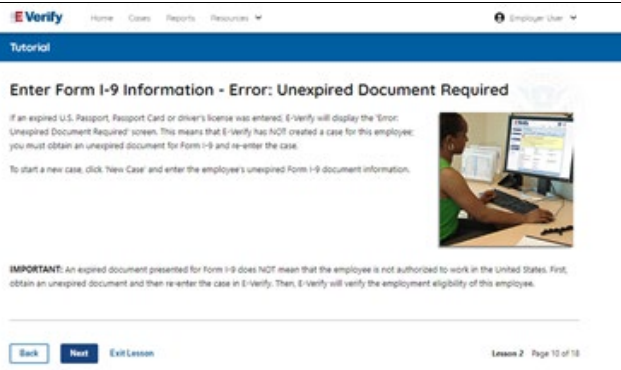 E-Verify Home Cases Reports Resources Employer User
Tutorial
Enter Form I-9 Information - Error: Unexpired Document Required
If an expired U.S. Passport, Passport Card or driver's license was entered, E-Verify will display the 'Error:
Unexpired Document Required' screen. This means that E-Verify has NOT created a case for this employee;
you must obtain an unexpired document for Form I-9 and re-enter the case.
To start a new case, click 'New Case' and enter the employee's unexpired Form I-9 document information.
IMPORTANT: An expired document presented for Form I-9 does NOT mean that the employee is not authorized to work in the United States. First,
obtain an unexpired document and then re-enter the case in E-Verify. Then, E-Verify will verify the employment eligibility of this employee.
Back Next Exit Lesson Lesson 2 Page 10 of 18